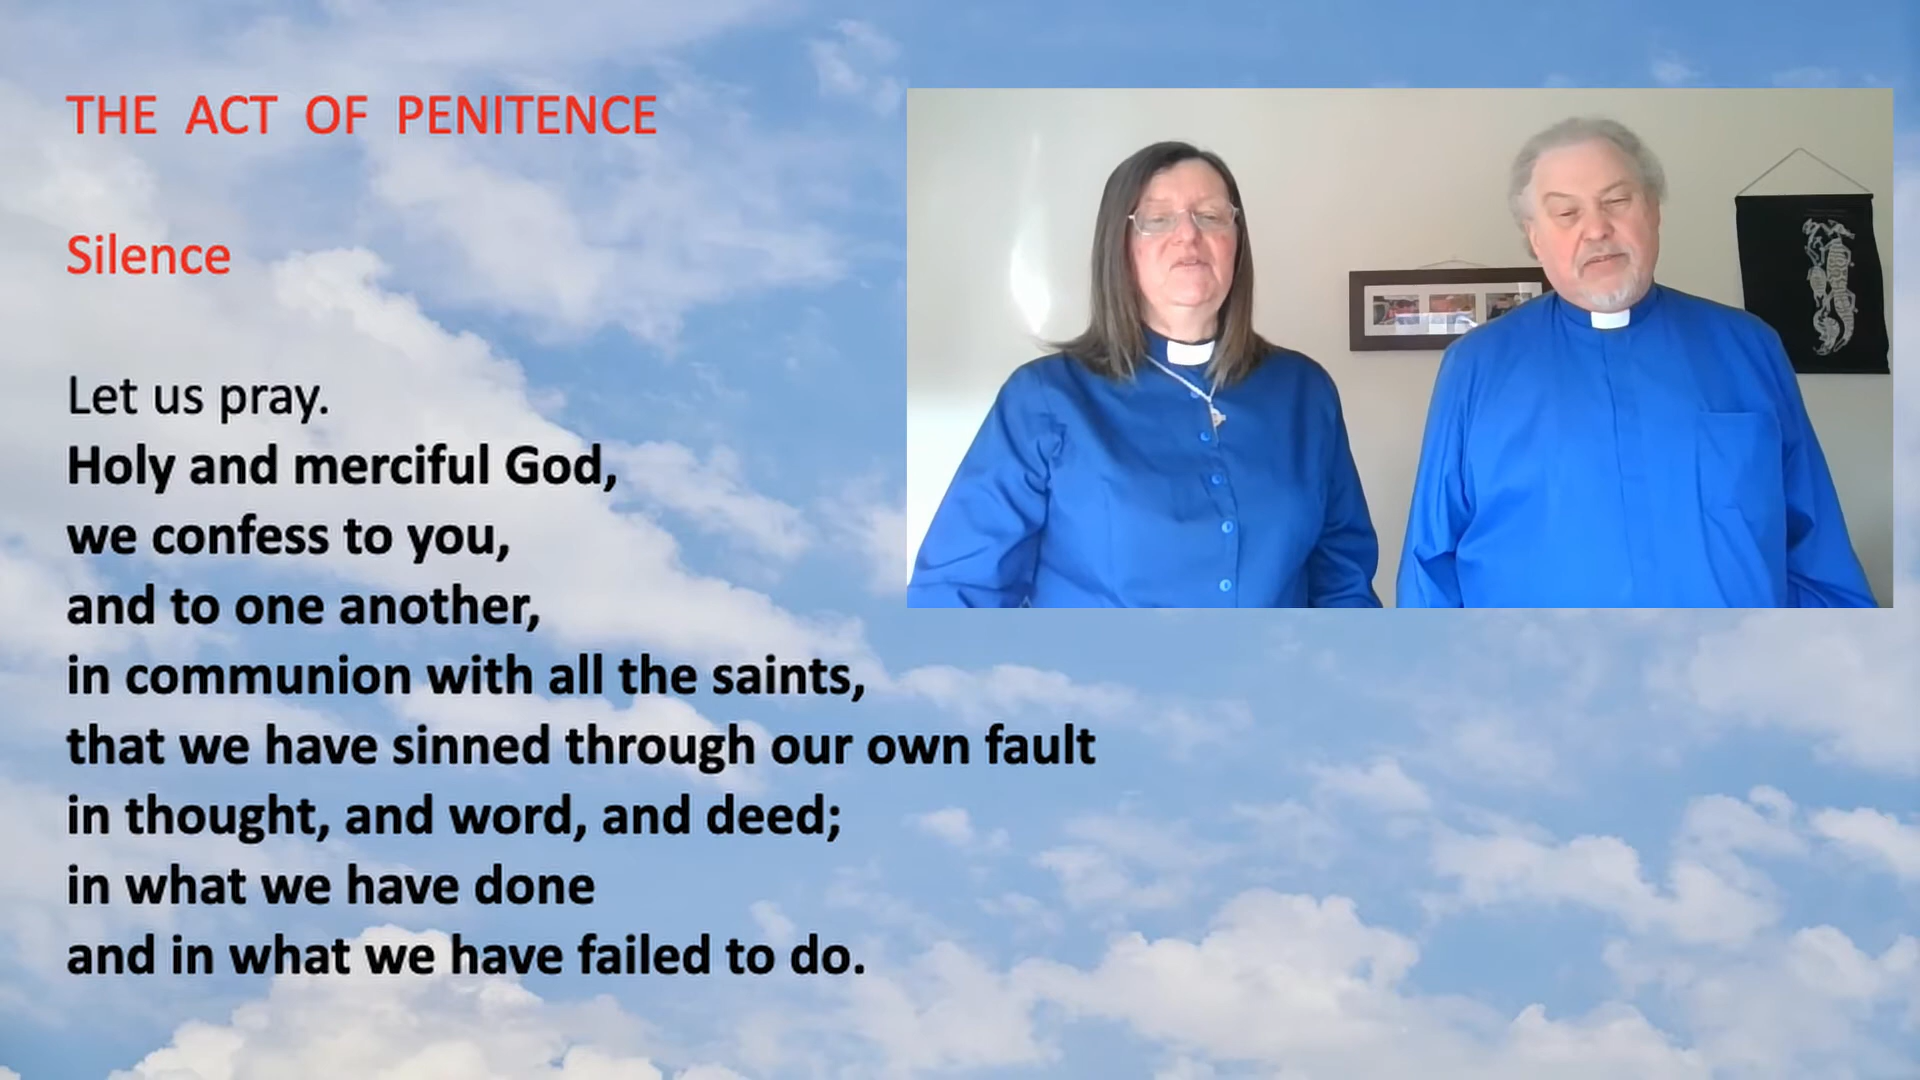 THE ACT OF PENITENCE
Silence
Let us pray.
Holy and merciful God,
we confess to you,
and to one another,
in communion with all the saints,
that we have sinned through our own fault
in thought, and word, and deed;
in what we have done
and in what we have failed to do.